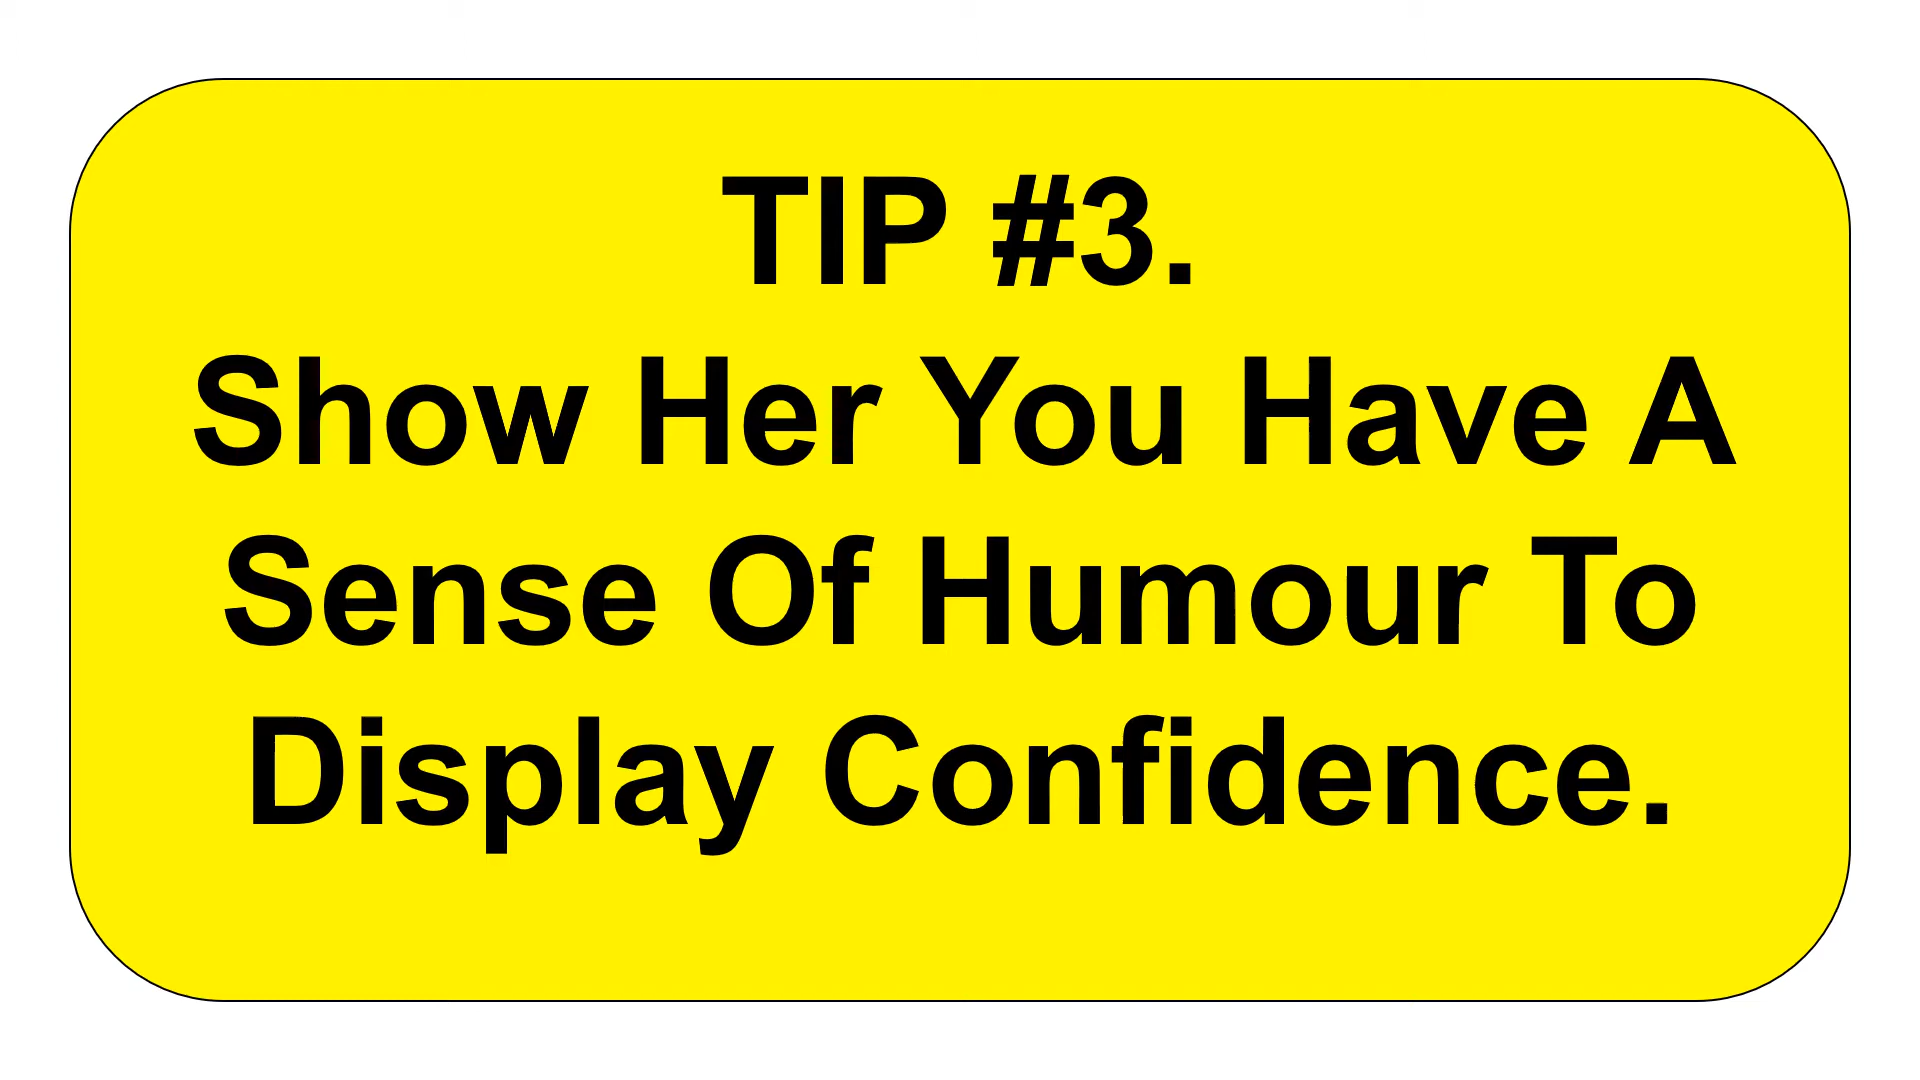 TIP #3.
Show Her You Have A
Sense Of Humour To
Display Confidence.